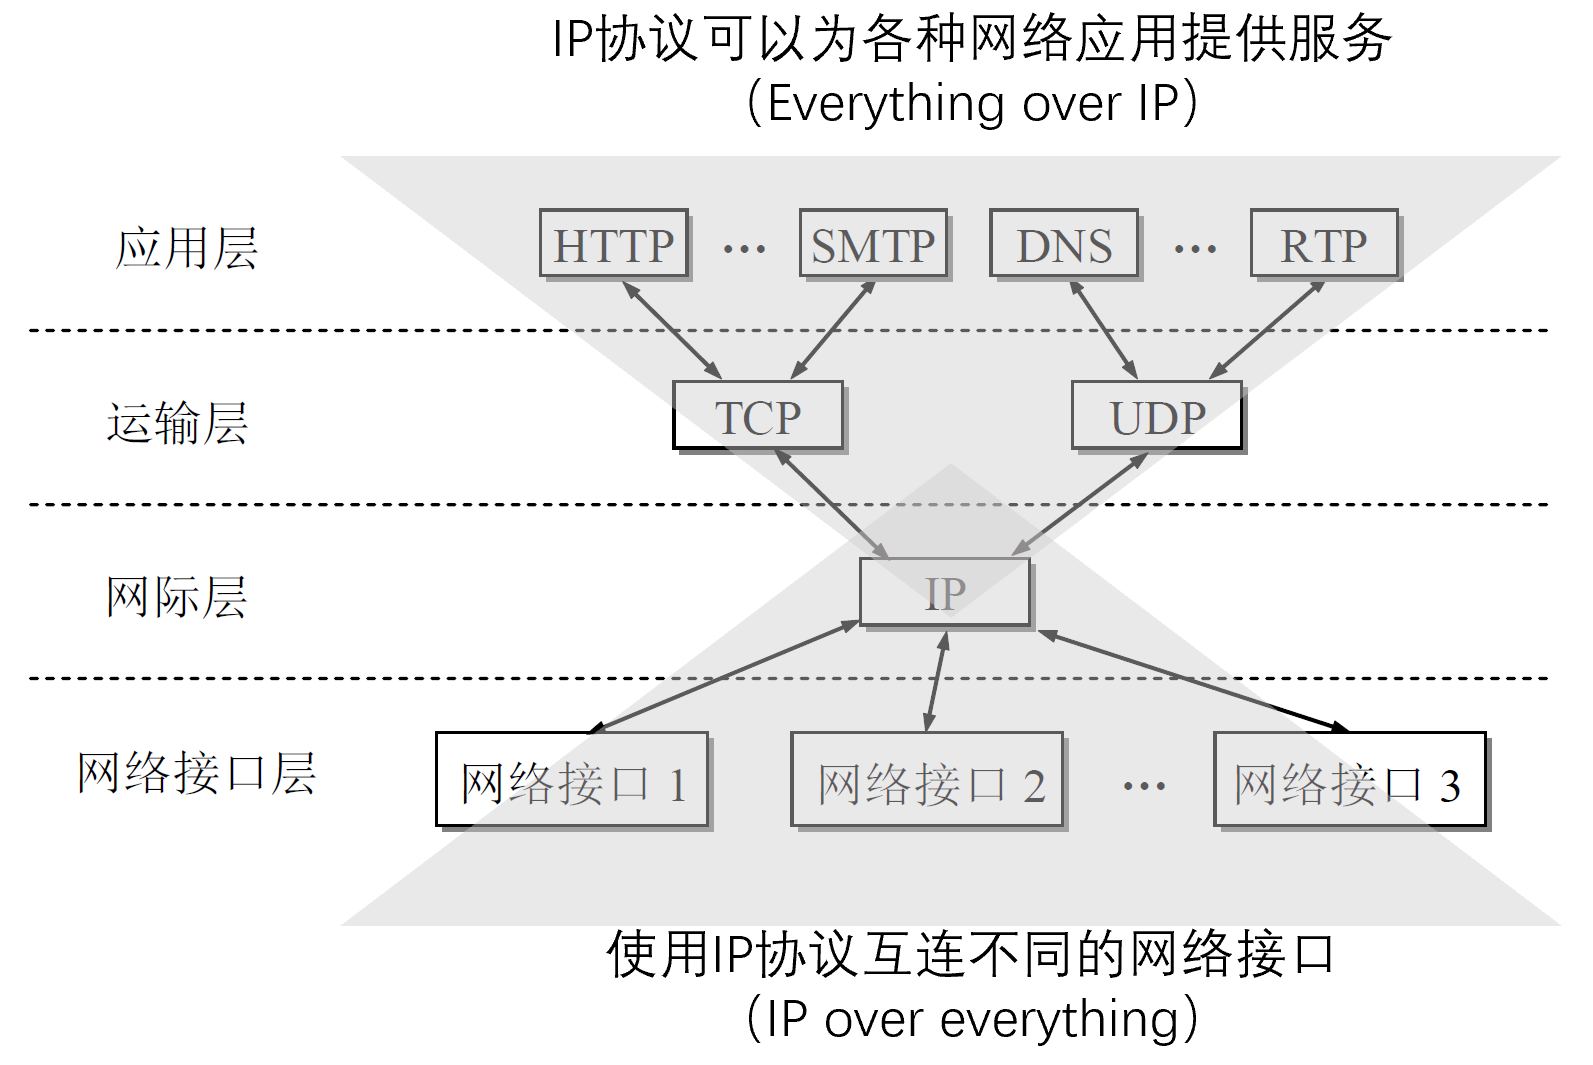 IP协议可以为各种网络应用提供服务
（Everything over IP）
应用层 HTTP ··· SMTP DNS ··· RTP
运输层 TCP UDP
网际层 IP
网络接口层 网络接口 1 网络接口 2 ··· 网络接口 3
使用IP协议互连不同的网络接口
（IP over everything）